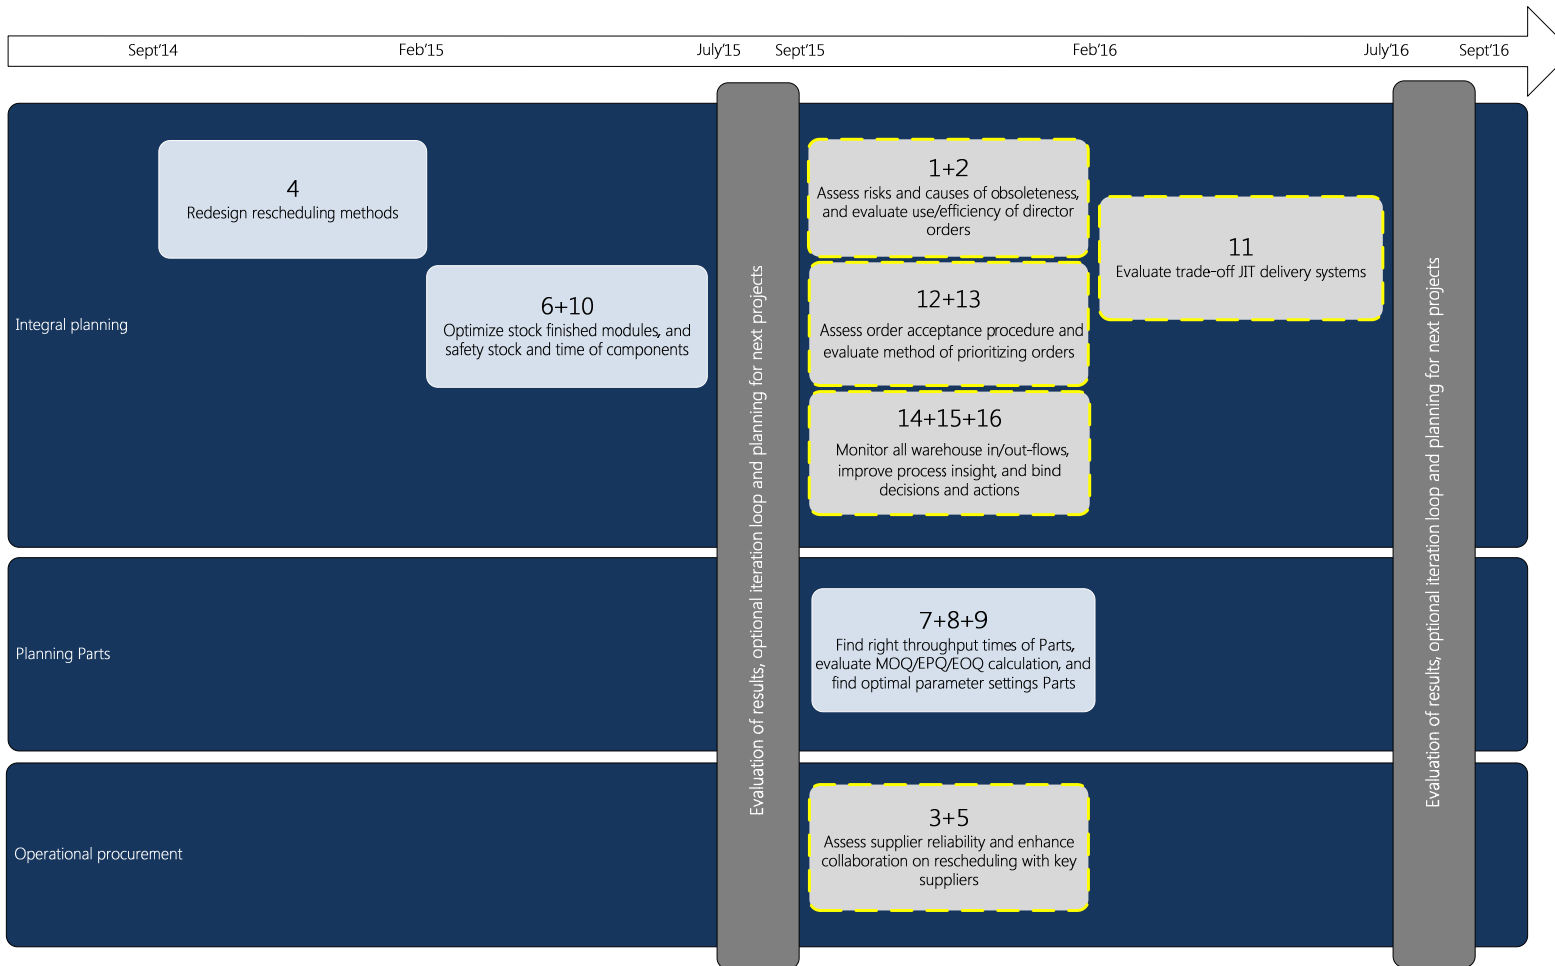 Sept'14
Feb'15
July'15
Sept'15
Feb'16
July'16
Sept'16
Integral planning
4
Redesign rescheduling methods
6+10
Optimize stock finished modules, and
safety stock and time of components
Evaluation of results, optional iteration loop and planning for next projects
1+2
Assess risks and causes of obsoleteness,
and evaluate use/efficiency of director
orders
12+13
Assess order acceptance procedure and
evaluate method of prioritizing orders
14+15+16
Monitor all warehouse in/out-flows,
improve process insight, and bind
decisions and actions
11
Evaluate trade-off JIT delivery systems
Evaluation of results, optional iteration loop and planning for next projects
Planning Parts
7+8+9
Find right throughput times of Parts,
evaluate MOQ/EPQ/EOQ calculation, and
find optimal parameter settings Parts
Operational procurement
3+5
Assess supplier reliability and enhance
collaboration on rescheduling with key
suppliers